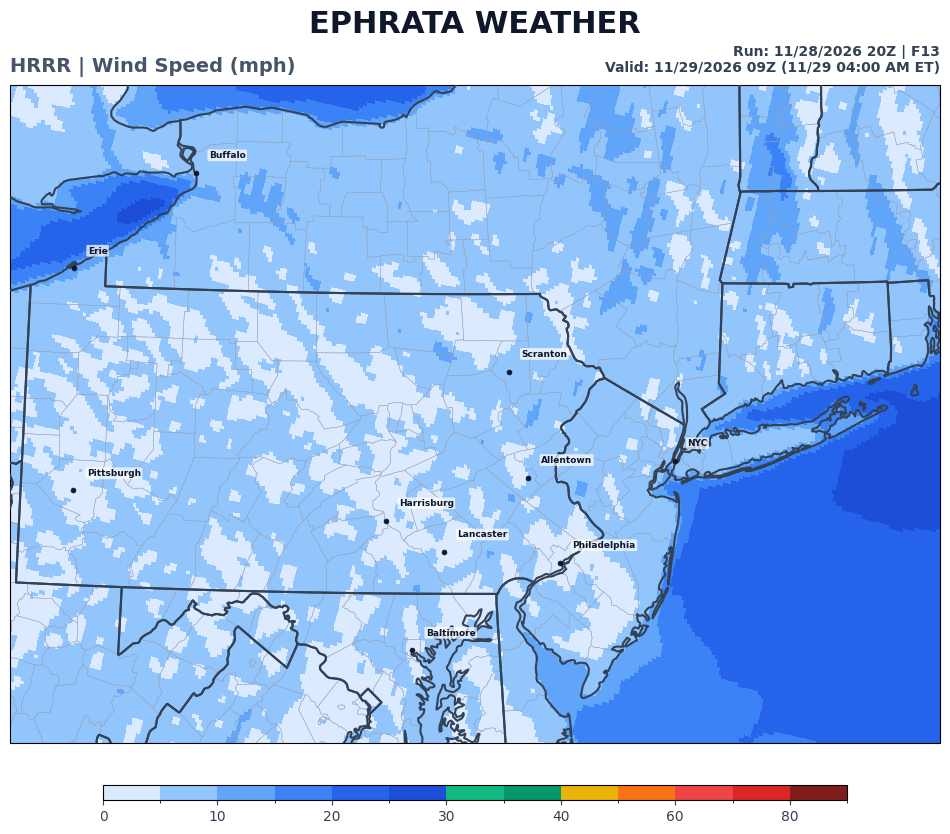 EPHRATA WEATHER
HRRR | Wind Speed (mph)
Run: 11/28/2026 20Z | F13
Valid: 11/29/2026 09Z (11/29 04:00 AM ET)
Buffalo
Erie
Scranton
NYC
Allentown
Pittsburgh
Harrisburg
Lancaster
Philadelphia
Baltimore
0 10 20 30 40 50 60 70 80